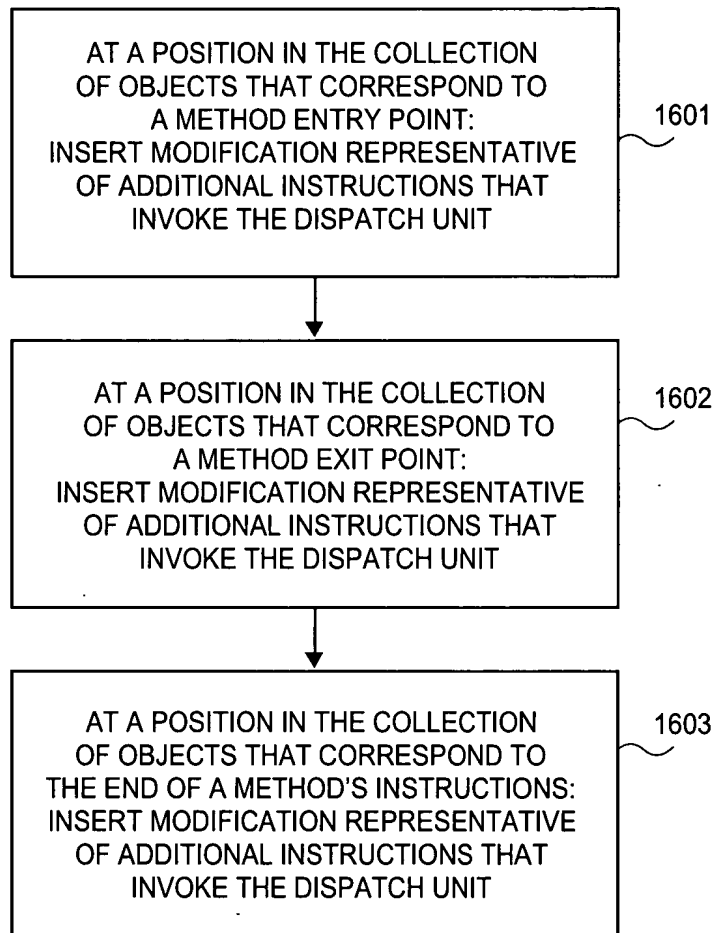 AT A POSITION IN THE COLLECTION
OF OBJECTS THAT CORRESPOND TO
A METHOD ENTRY POINT:
INSERT MODIFICATION REPRESENTATIVE
OF ADDITIONAL INSTRUCTIONS THAT
INVOKE THE DISPATCH UNIT
1601
AT A POSITION IN THE COLLECTION
OF OBJECTS THAT CORRESPOND TO
A METHOD EXIT POINT:
INSERT MODIFICATION REPRESENTATIVE
OF ADDITIONAL INSTRUCTIONS THAT
INVOKE THE DISPATCH UNIT
1602
AT A POSITION IN THE COLLECTION
OF OBJECTS THAT CORRESPOND TO
THE END OF A METHOD'S INSTRUCTIONS:
INSERT MODIFICATION REPRESENTATIVE
OF ADDITIONAL INSTRUCTIONS THAT
INVOKE THE DISPATCH UNIT
1603